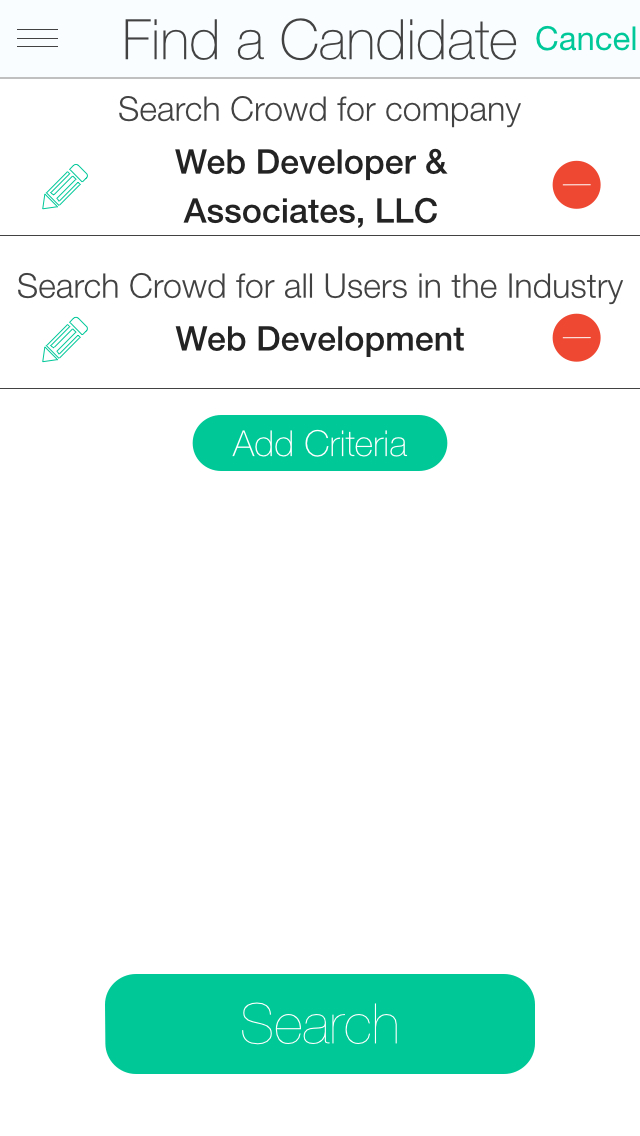 Find a Candidate
Cancel
Search Crowd for company
Web Developer &
Associates, LLC
Search Crowd for all Users in the Industry
Web Development
Add Criteria
Search